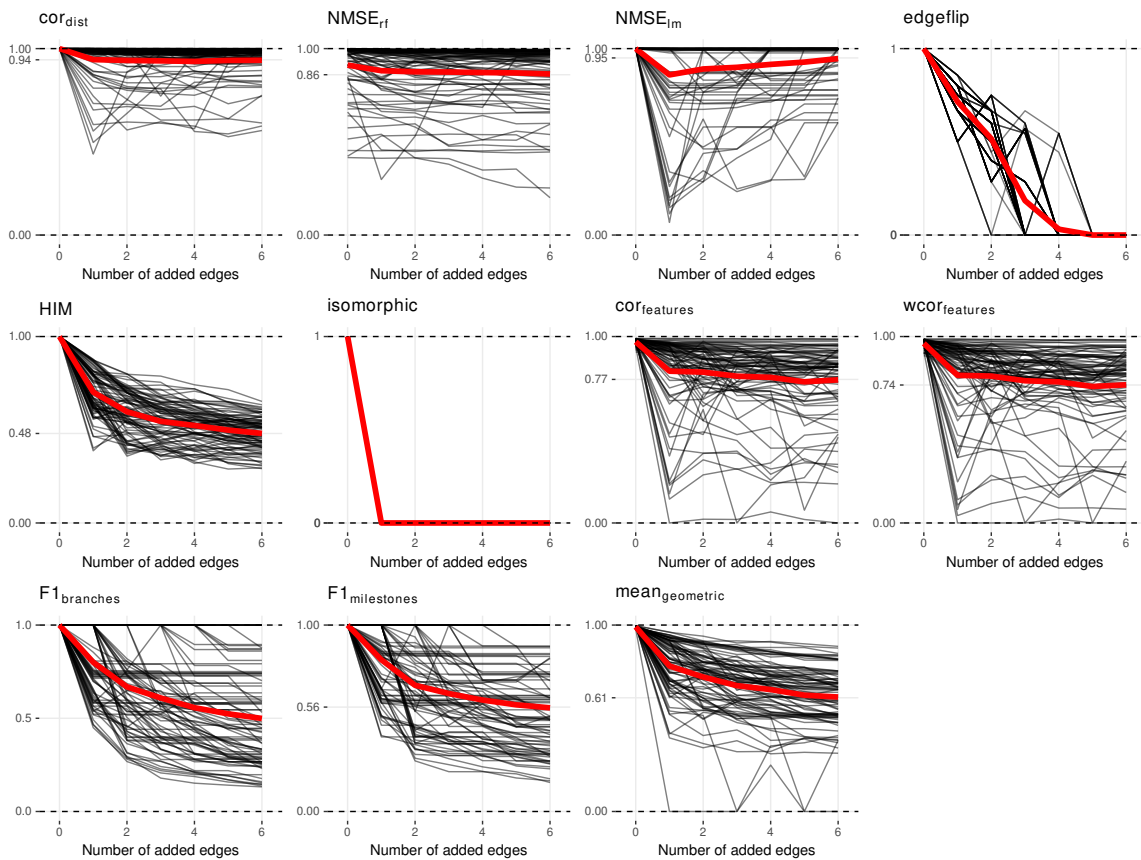 cor_dist
1.00
0.94
0.00
0 2 4 6
Number of added edges
NMSE_rf
1.00
0.86
0.00
0 2 4 6
Number of added edges
NMSE_lm
1.00
0.95
0.00
0 2 4 6
Number of added edges
edgeflip
1
0
0 2 4 6
Number of added edges
HIM
1.00
0.48
0.00
0 2 4 6
Number of added edges
isomorphic
1
0
0 2 4 6
Number of added edges
cor_features
1.00
0.77
0.00
0 2 4 6
Number of added edges
wcor_features
1.00
0.74
0.00
0 2 4 6
Number of added edges
F1_branches
1.0
0.5
0.0
0 2 4 6
Number of added edges
F1_milestones
1.00
0.56
0.00
0 2 4 6
Number of added edges
mean_geometric
1.00
0.61
0.00
0 2 4 6
Number of added edges